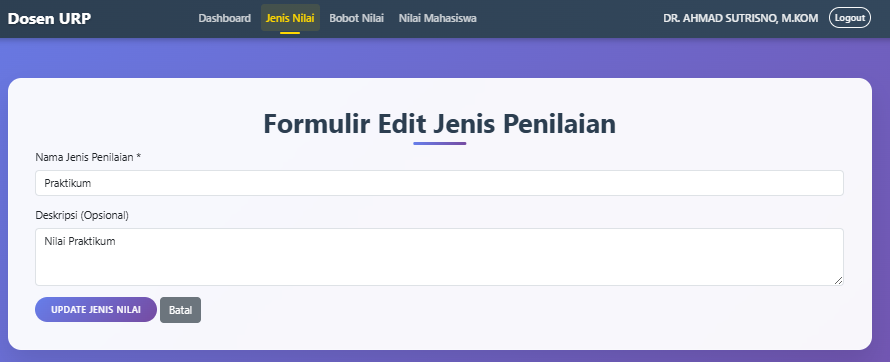 Dosen URP Dashboard Jenis Nilai Bobot Nilai Nilai Mahasiswa DR. AHMAD SUTRISNO, M.KOM Logout
Formulir Edit Jenis Penilaian
Nama Jenis Penilaian *
Praktikum
Deskripsi (Opsional)
Nilai Praktikum
UPDATE JENIS NILAI Batal